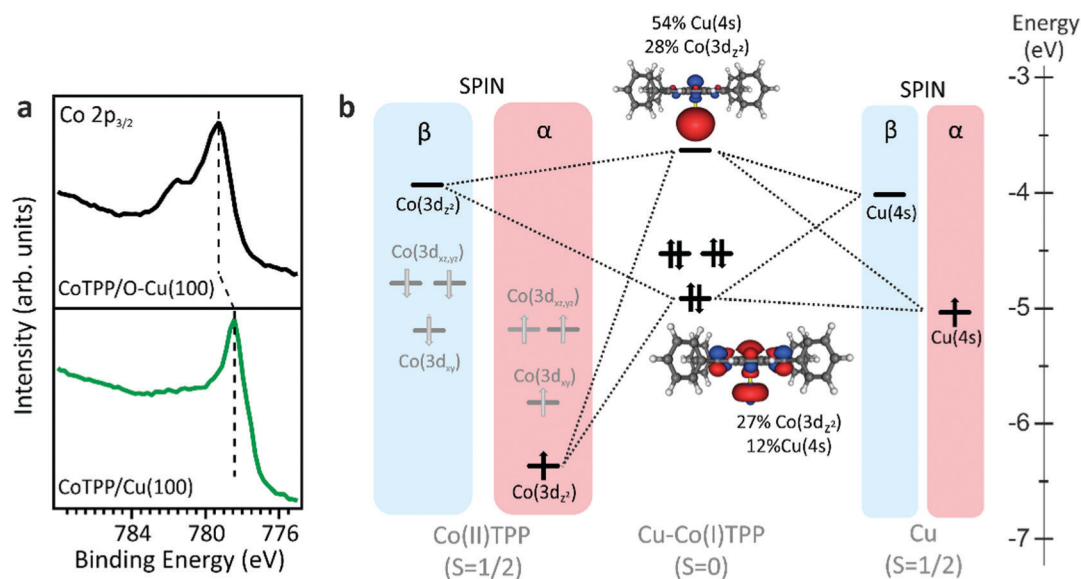 a
Co 2p3/2
CoTPP/O-Cu(100)
CoTPP/Cu(100)
Intensity (arb. units)
784
780
776
Binding Energy (eV)
b
SPIN
β
α
Co(3dz²)
Co(3dxz,yz)
Co(3dxy)
Co(3dxz,yz)
Co(3dxy)
Co(3dz²)
Co(II)TPP
(S=1/2)
54% Cu(4s)
28% Co(3dz²)
27% Co(3dz²)
12%Cu(4s)
Cu-Co(I)TPP
(S=0)
SPIN
β
α
Cu(4s)
Cu(4s)
Cu
(S=1/2)
Energy
(eV)
-3
-4
-5
-6
-7